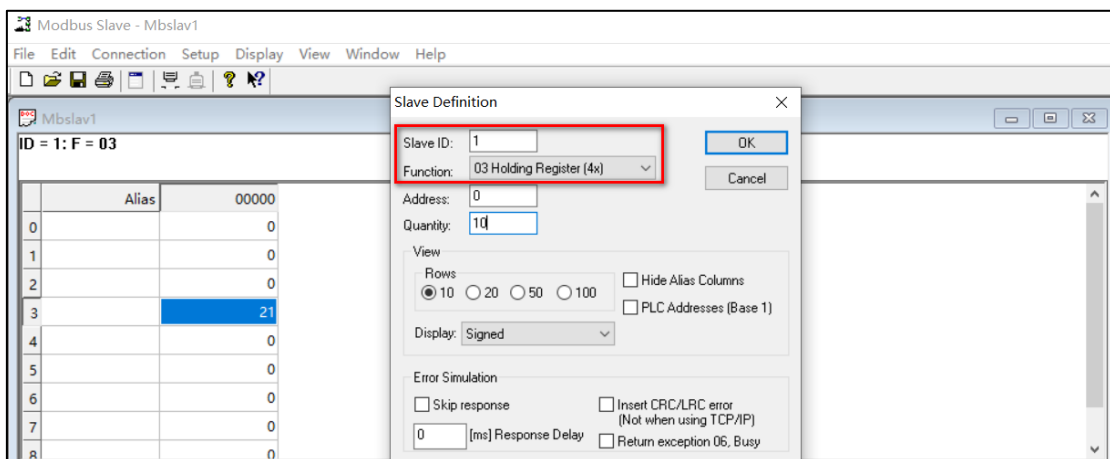 Modbus Slave - Mbslav1
File Edit Connection Setup Display View Window Help
Mbslav1
ID = 1: F = 03
Alias 00000
0 0
1 0
2 0
3 21
4 0
5 0
6 0
7 0
8 0
Slave Definition
Slave ID: 1
OK
Function: 03 Holding Register (4x)
Cancel
Address: 0
Quantity: 10
View
Rows
10 20 50 100
Hide Alias Columns
PLC Addresses (Base 1)
Display: Signed
Error Simulation
Skip response
Insert CRC/LRC error
(Not when using TCP/IP)
0 [ms] Response Delay
Return exception 06, Busy